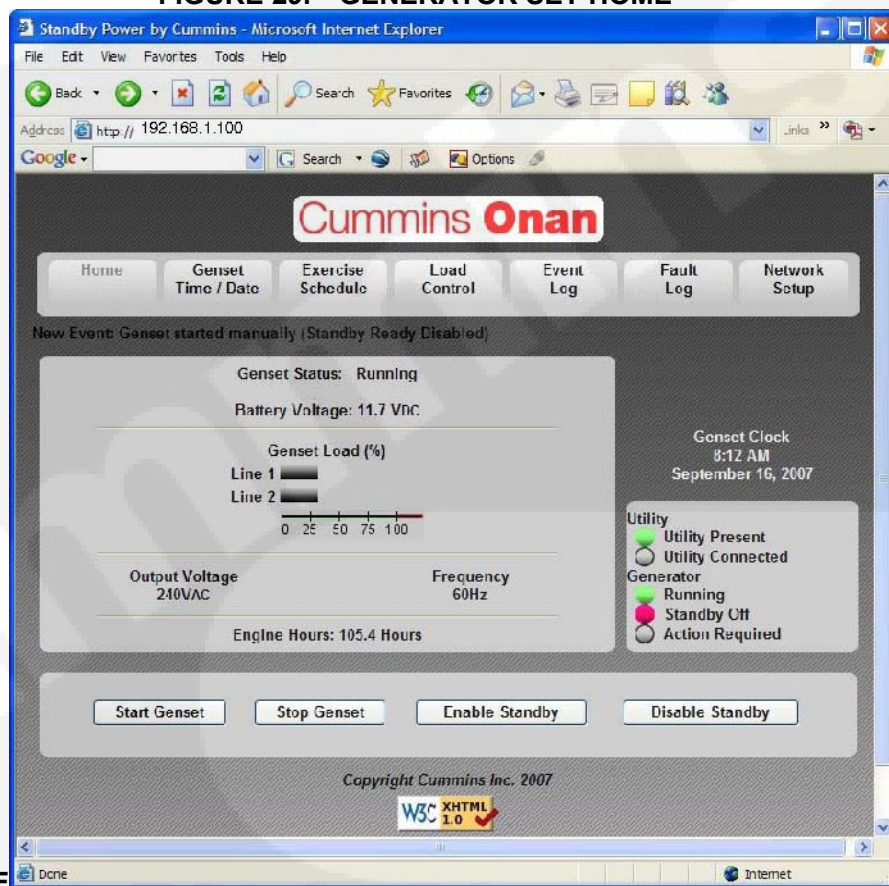 FIGURE 29. GENERATOR SET HOME
Standby Power by Cummins - Microsoft Internet Explorer
File Edit View Favorites Tools Help
Back Search Favorites
Address http:// 192.168.1.100 Links »
Google Search Options
Cummins Onan
Home
Genset Time / Date
Exercise Schedule
Load Control
Event Log
Fault Log
Network Setup
New Event: Genset started manually (Standby Ready Disabled)
Genset Status: Running
Battery Voltage: 11.7 VDC
Genset Load (%)
Line 1
Line 2
0 25 50 75 100
Output Voltage
240VAC
Frequency
60Hz
Engine Hours: 105.4 Hours
Genset Clock
8:12 AM
September 16, 2007
Utility
Utility Present
Utility Connected
Generator
Running
Standby Off
Action Required
Start Genset
Stop Genset
Enable Standby
Disable Standby
Copyright Cummins Inc. 2007
W3C XHTML 1.0
Done Internet